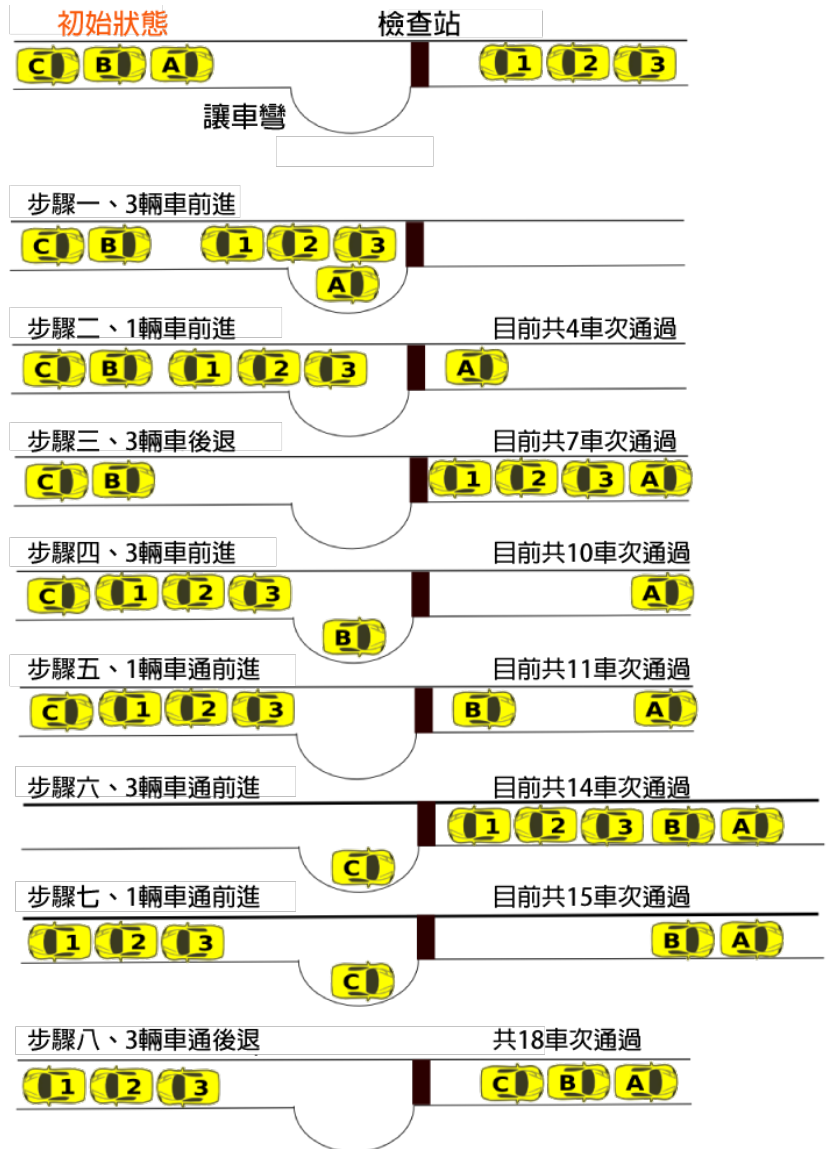 初始狀態 檢查站
C B A 1 2 3
讓車彎
步驟一、3輛車前進
C B 1 2 3
A
步驟二、1輛車前進 目前共4車次通過
C B 1 2 3 A
步驟三、3輛車後退 目前共7車次通過
C B 1 2 3 A
步驟四、3輛車前進 目前共10車次通過
C 1 2 3 A
B
步驟五、1輛車通前進 目前共11車次通過
C 1 2 3 B A
步驟六、3輛車通前進 目前共14車次通過
1 2 3 B A
C
步驟七、1輛車通前進 目前共15車次通過
1 2 3 B A
C
步驟八、3輛車通後退 共18車次通過
1 2 3 C B A